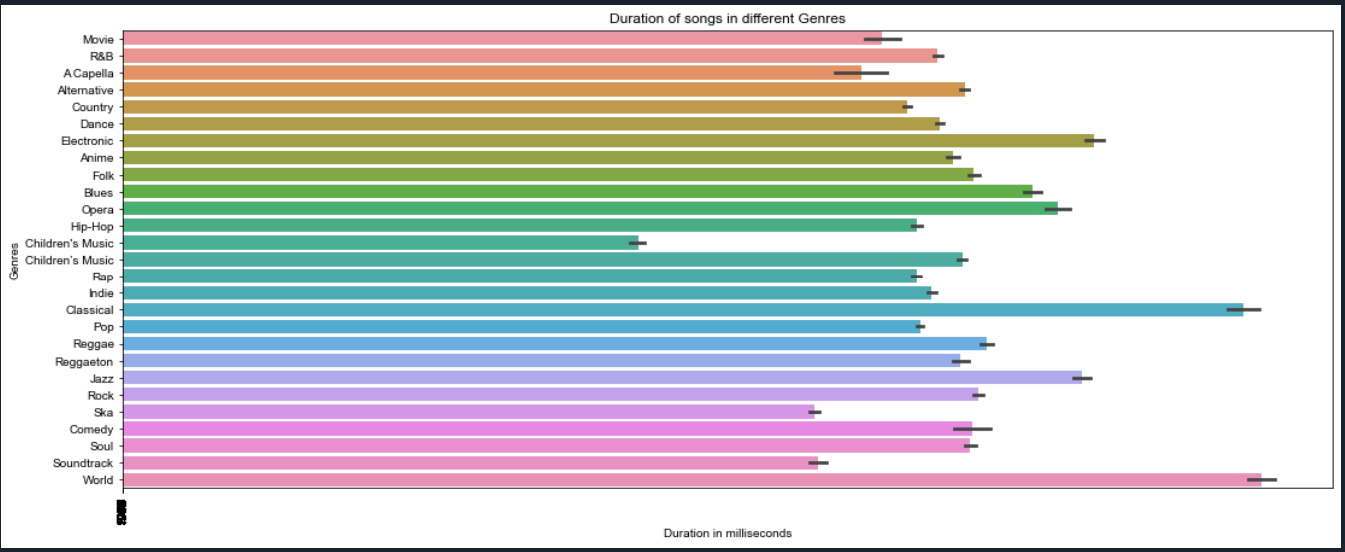 Duration of songs in different Genres
Movie
R&B
A Capella
Alternative
Country
Dance
Electronic
Anime
Folk
Blues
Opera
Hip-Hop
Children's Music
Children’s Music
Rap
Indie
Classical
Pop
Reggae
Reggaeton
Jazz
Rock
Ska
Comedy
Soul
Soundtrack
World
Genres
Duration in milliseconds